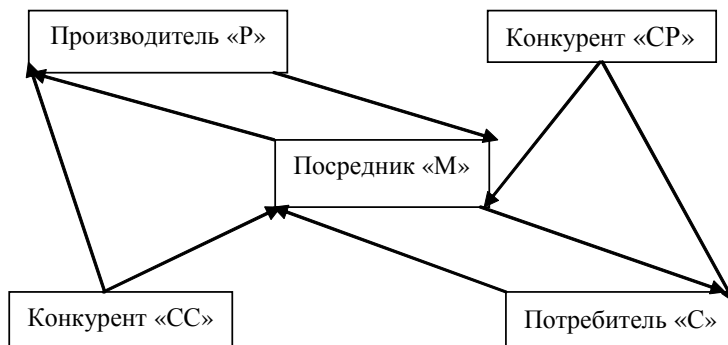 Производитель «Р»
Конкурент «СР»
Посредник «М»
Конкурент «СС»
Потребитель «С»